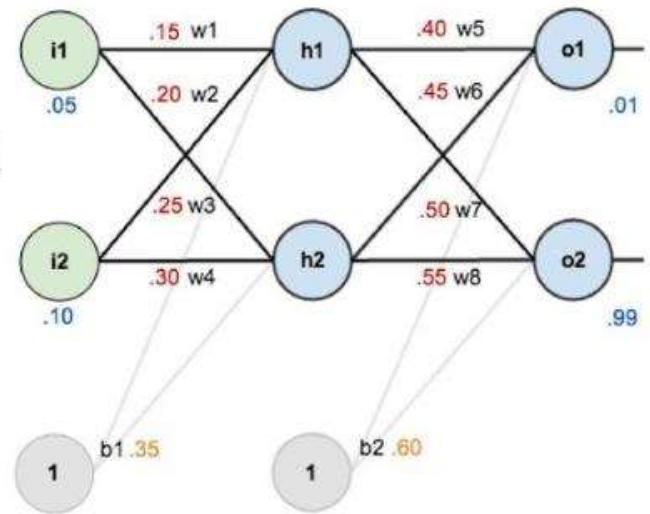 .15 w1
.40 w5
i1
h1
o1
.20 w2
.45 w6
.05
.01
.25 w3
.50 w7
i2
h2
o2
.30 w4
.55 w8
.10
.99
b1 .35
b2 .60
1
1